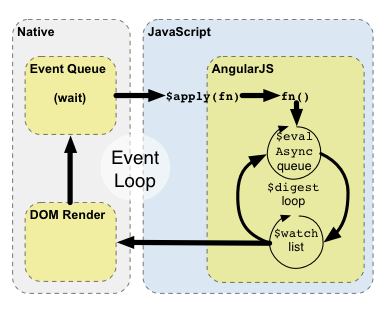 Native
JavaScript
Event Queue
(wait)
AngularJS
$apply(fn)
fn()
$eval
Async
queue
Event
Loop
$digest
loop
DOM Render
$watch
list